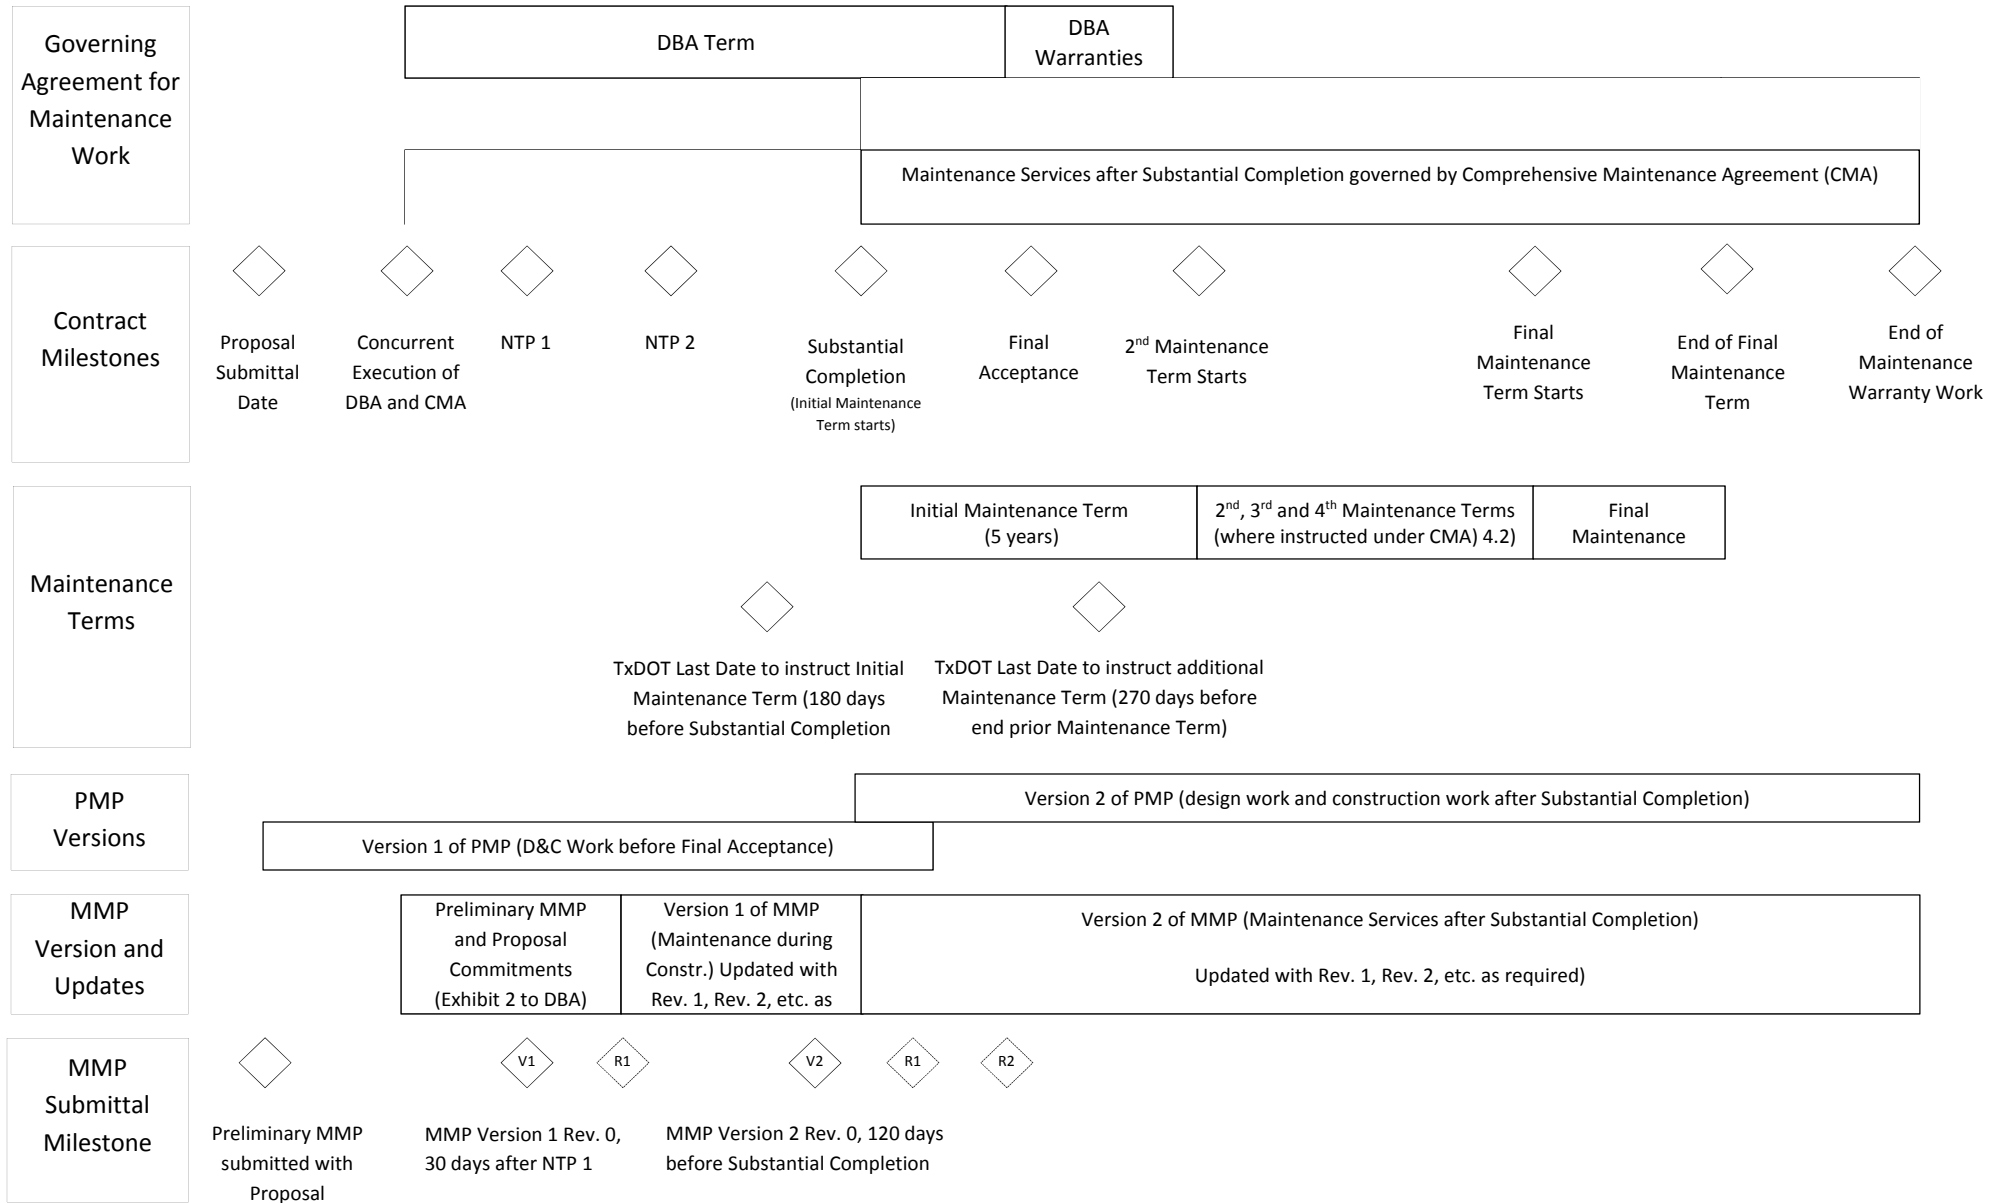 Governing
Agreement for
Maintenance
Work
DBA Term
DBA
Warranties
Maintenance Services after Substantial Completion governed by Comprehensive Maintenance Agreement (CMA)
Contract
Milestones
Proposal
Submittal
Date
Concurrent
Execution of
DBA and CMA
NTP 1
NTP 2
Substantial
Completion
(Initial Maintenance
Term starts)
Final
Acceptance
2nd Maintenance
Term Starts
Final
Maintenance
Term Starts
End of Final
Maintenance
Term
End of
Maintenance
Warranty Work
Maintenance
Terms
Initial Maintenance Term
(5 years)
2nd, 3rd and 4th Maintenance Terms
(where instructed under CMA) 4.2)
Final
Maintenance
TxDOT Last Date to instruct Initial
Maintenance Term (180 days
before Substantial Completion
TxDOT Last Date to instruct additional
Maintenance Term (270 days before
end prior Maintenance Term)
PMP
Versions
Version 2 of PMP (design work and construction work after Substantial Completion)
Version 1 of PMP (D&C Work before Final Acceptance)
MMP
Version and
Updates
Preliminary MMP
and Proposal
Commitments
(Exhibit 2 to DBA)
Version 1 of MMP
(Maintenance during
Constr.) Updated with
Rev. 1, Rev. 2, etc. as
Version 2 of MMP (Maintenance Services after Substantial Completion)
Updated with Rev. 1, Rev. 2, etc. as required)
MMP
Submittal
Milestone
V1
R1
V2
R1
R2
Preliminary MMP
submitted with
Proposal
MMP Version 1 Rev. 0,
30 days after NTP 1
MMP Version 2 Rev. 0, 120 days
before Substantial Completion